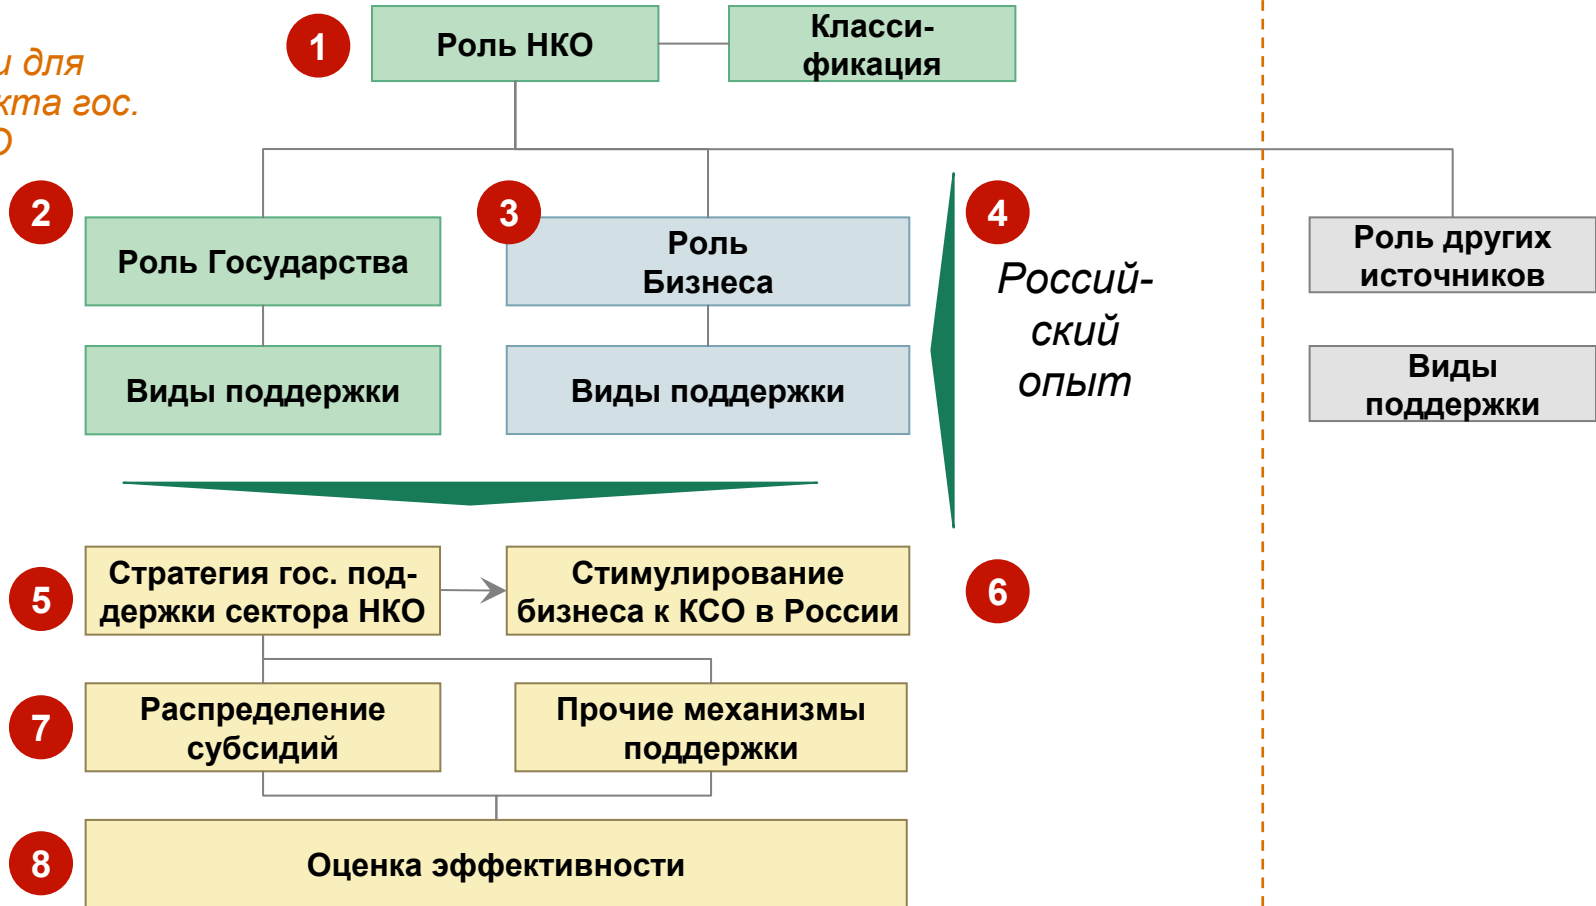 1
Роль НКО
Класси-
фикация
для
гос.
2
Роль Государства
3
Роль
Бизнеса
4
Россий-
ский
опыт
Роль других
источников
Виды поддержки
Виды поддержки
Виды
поддержки
5
Стратегия гос. под-
держки сектора НКО
Стимулирование
бизнеса к КСО в России
6
7
Распределение
субсидий
Прочие механизмы
поддержки
8
Оценка эффективности